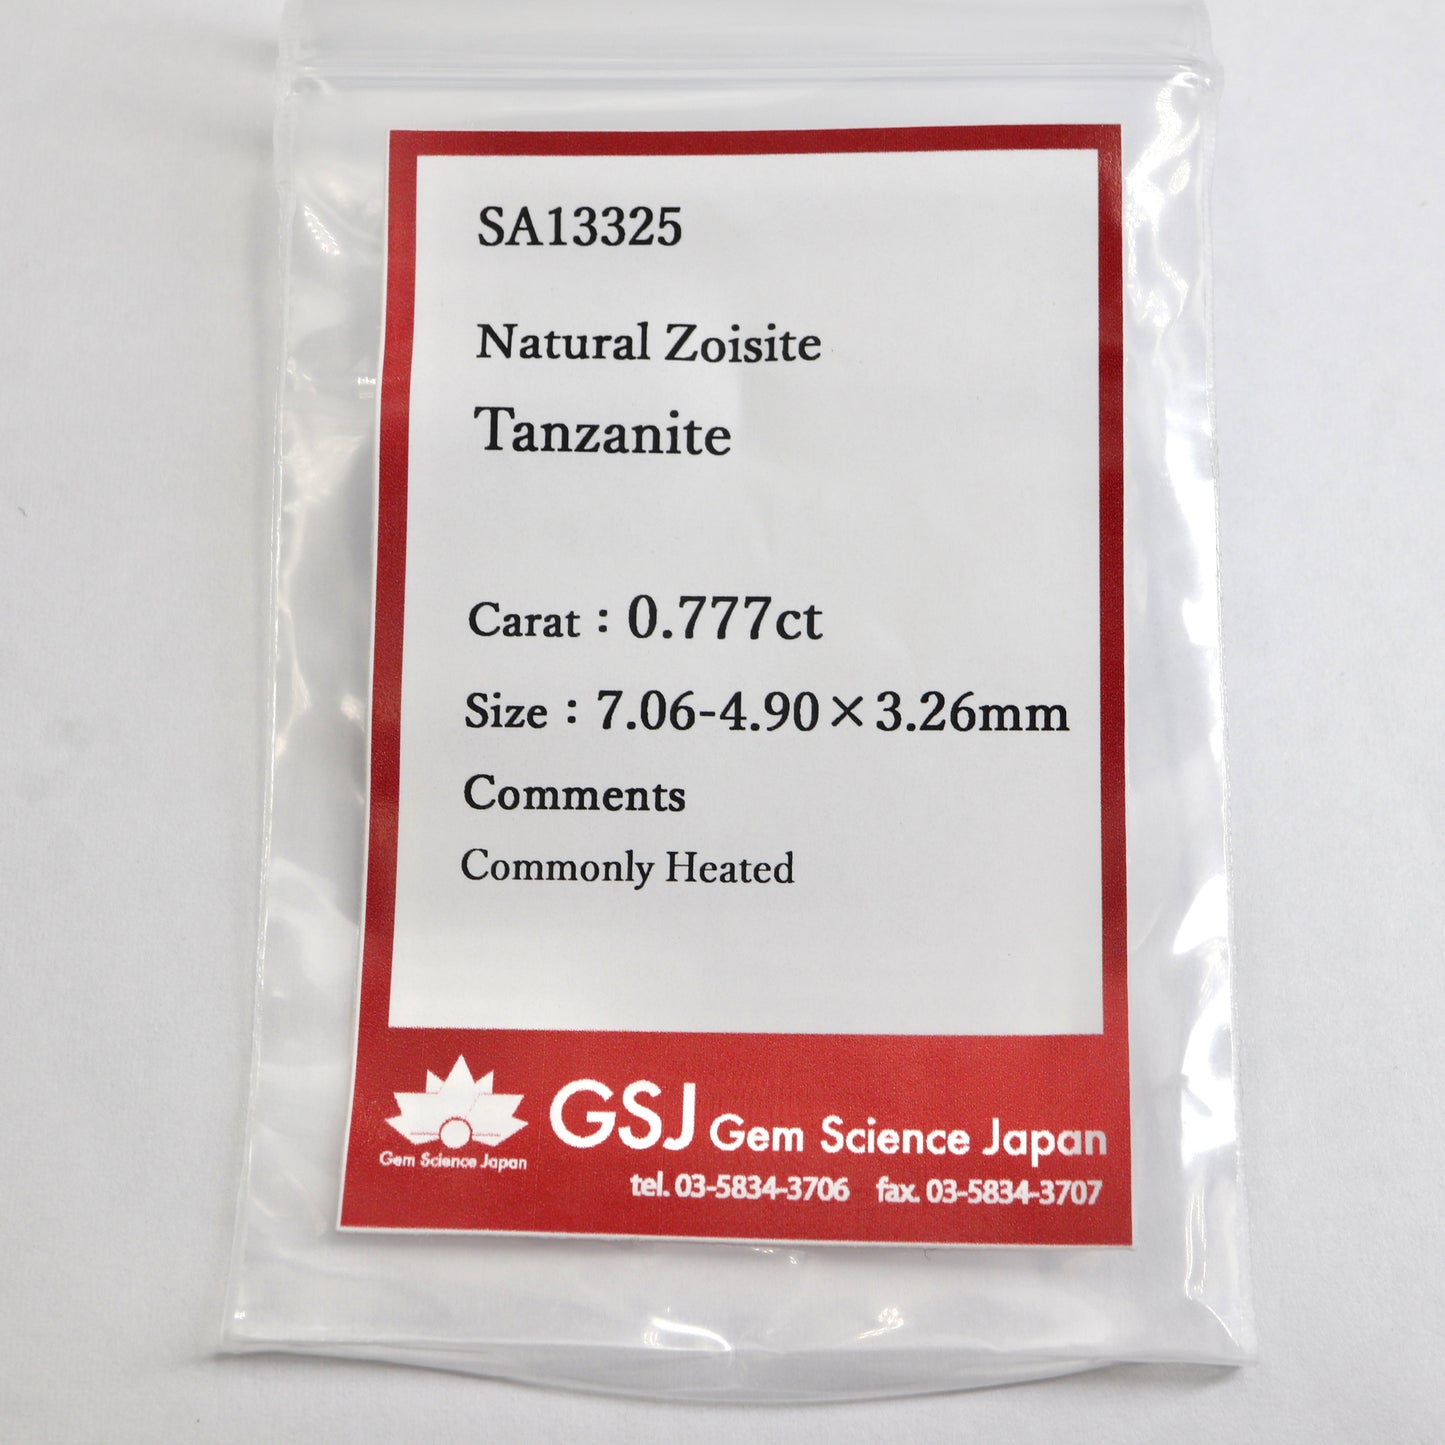 SA13325
Natural Zoisite
Tanzanite
Carat : 0.777ct
Size : 7.06-4.90×3.26mm
Comments
Commonly Heated
Gem Science Japan
GSJ Gem Science Japan
tel. 03-5834-3706 fax. 03-5834-3707